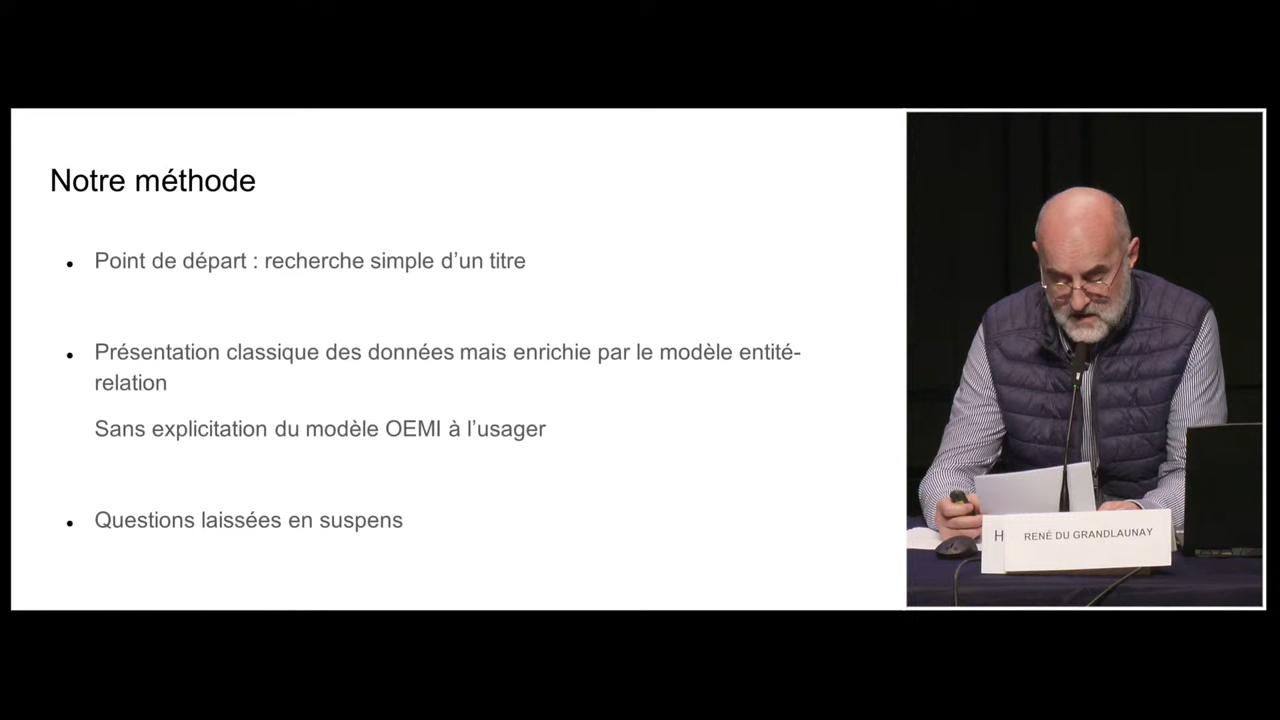 Notre méthode
Point de départ : recherche simple d’un titre
Présentation classique des données mais enrichie par le modèle entité-
relation
Sans explicitation du modèle OEMI à l’usager
Questions laissées en suspens
H
RENÉ DU GRANDLAUNAY